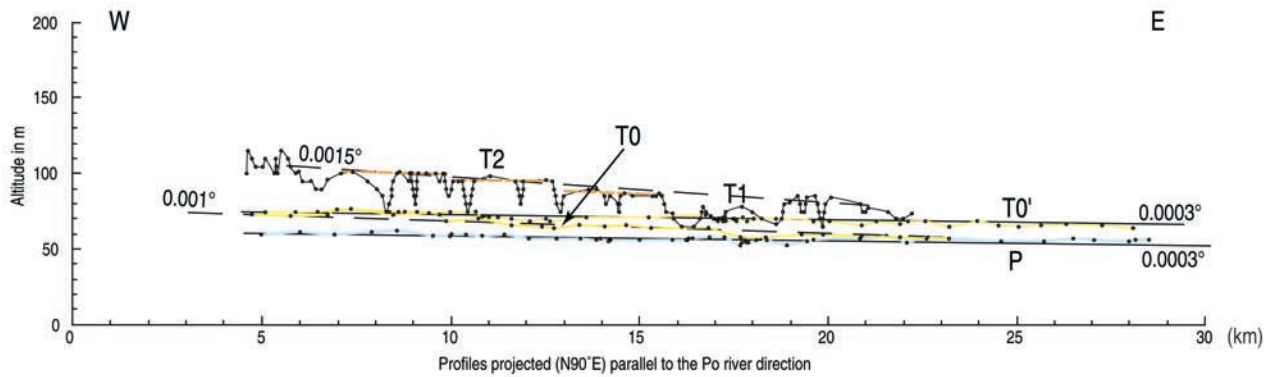 W
E
200
150
100
50
0
Altitude in m
0.0015°
T2
T0
T1
0.001°
T0'
0.0003°
P
0.0003°
0
5
10
15
20
25
30
(km)
Profiles projected (N90°E) parallel to the Po river direction